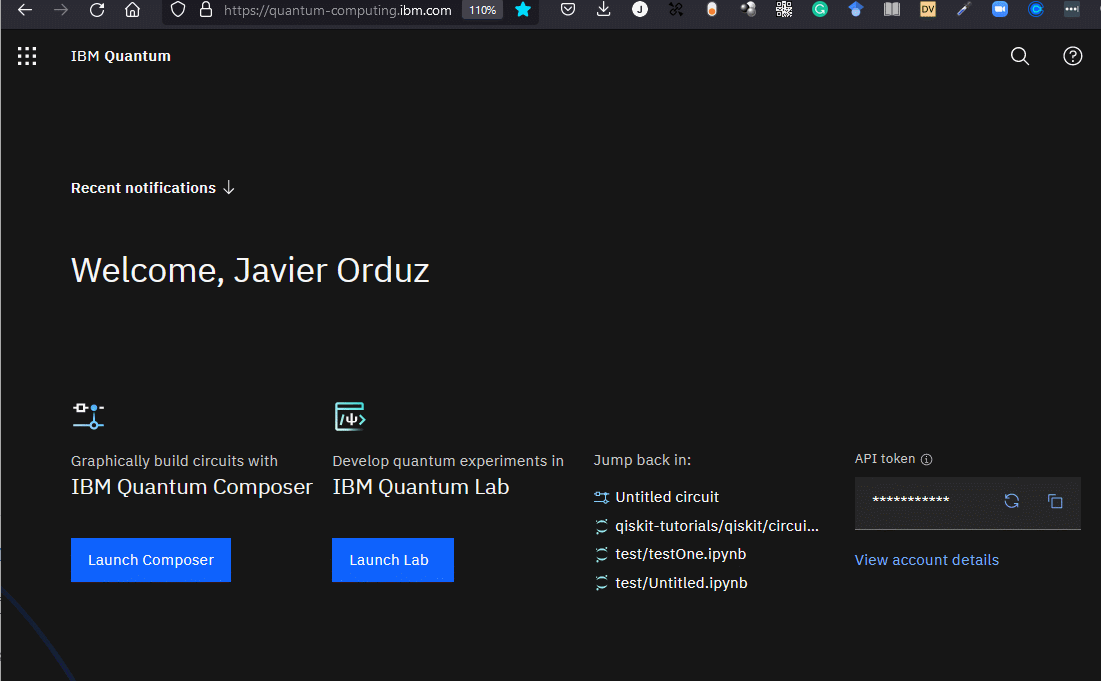 https://quantum-computing.ibm.com 110% J G DV
IBM Quantum
Recent notifications
Welcome, Javier Orduz
Graphically build circuits with
IBM Quantum Composer
Launch Composer
Develop quantum experiments in
IBM Quantum Lab
Launch Lab
Jump back in:
Untitled circuit
qiskit-tutorials/qiskit/circui...
test/testOne.ipynb
test/Untitled.ipynb
API token
***********
View account details